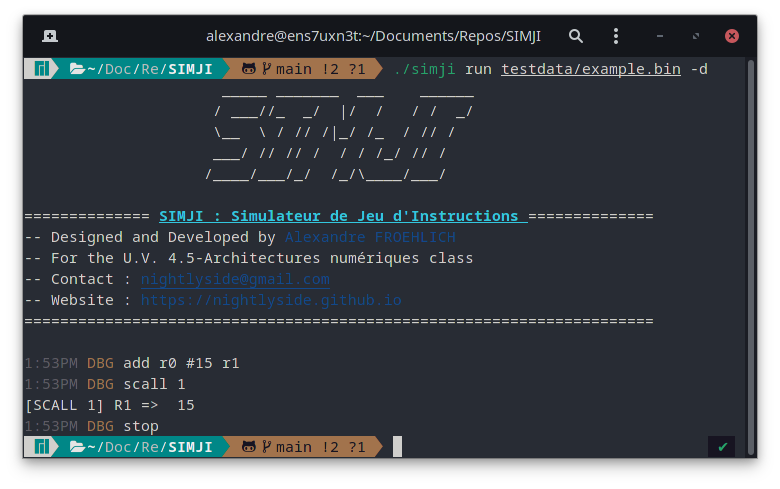 alexandre@ens7uxn3t:~/Documents/Repos/SIMJI
~/Doc/Re/SIMJI main !2 ?1 ./simji run testdata/example.bin -d
============== SIMJI : Simulateur de Jeu d'Instructions ==============
-- Designed and Developed by Alexandre FROEHLICH
-- For the U.V. 4.5-Architectures numériques class
-- Contact : nightlyside@gmail.com
-- Website : https://nightlyside.github.io
======================================================================
1:53PM DBG add r0 #15 r1
1:53PM DBG scall 1
[SCALL 1] R1 =>  15
1:53PM DBG stop
~/Doc/Re/SIMJI main !2 ?1 ✔